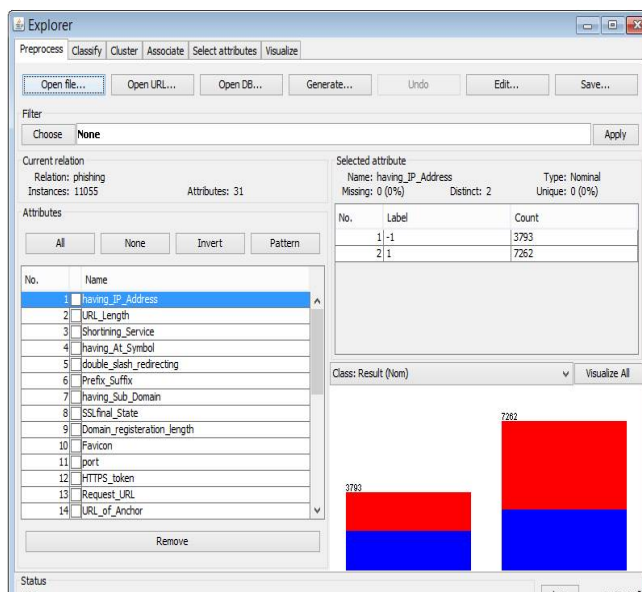 Explorer
Preprocess Classify Cluster Associate Select attributes Visualize
Open file... Open URL... Open DB... Generate... Undo Edit... Save...
Filter
Choose None Apply
Current relation
Relation: phishing
Instances: 11055 Attributes: 31
Attributes
All None Invert Pattern
No. Name
1 having_IP_Address
2 URL_Length
3 Shortining_Service
4 having_At_Symbol
5 double_slash_redirecting
6 Prefix_Suffix
7 having_Sub_Domain
8 SSLfinal_State
9 Domain_registeration_length
10 Favicon
11 port
12 HTTPS_token
13 Request_URL
14 URL_of_Anchor
Remove
Selected attribute
Name: having_IP_Address Type: Nominal
Missing: 0 (0%) Distinct: 2 Unique: 0 (0%)
No. Label Count
1 -1 3793
2 1 7262
Class: Result (Nom) Visualize All
7262
3793
Status